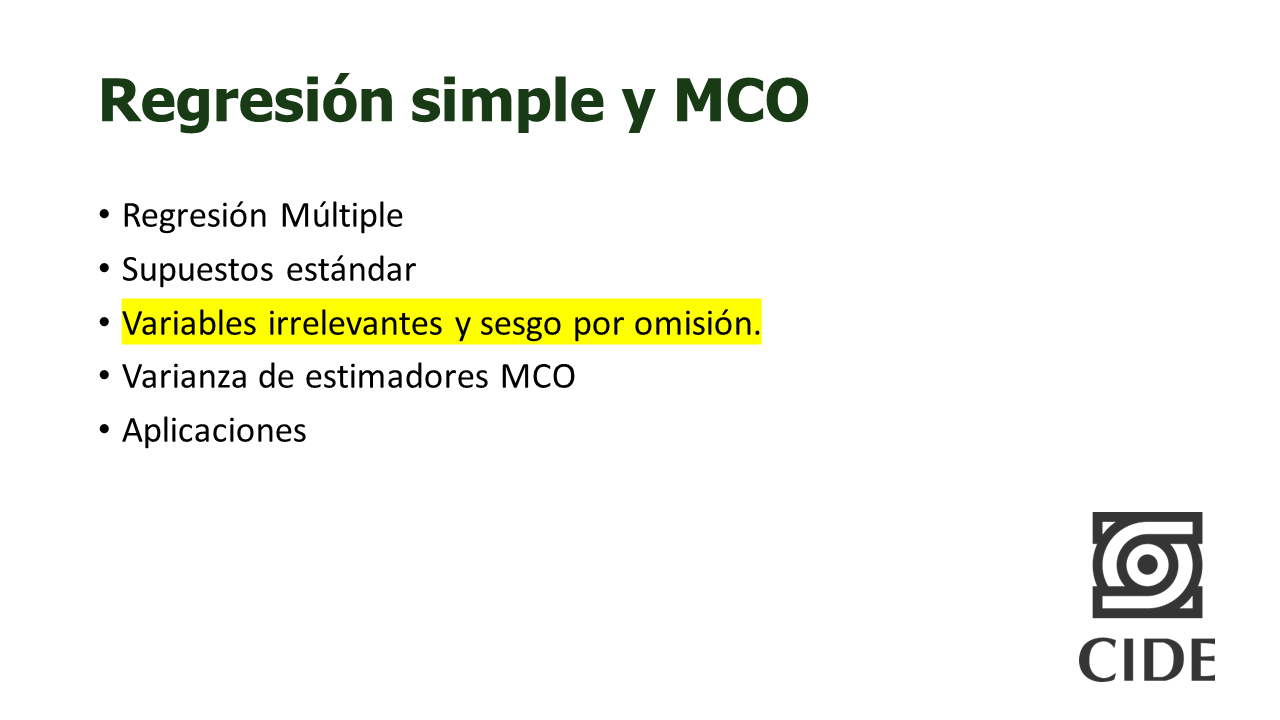 Regresión simple y MCO
• Regresión Múltiple
• Supuestos estándar
• Variables irrelevantes y sesgo por omisión.
• Varianza de estimadores MCO
• Aplicaciones
CIDE